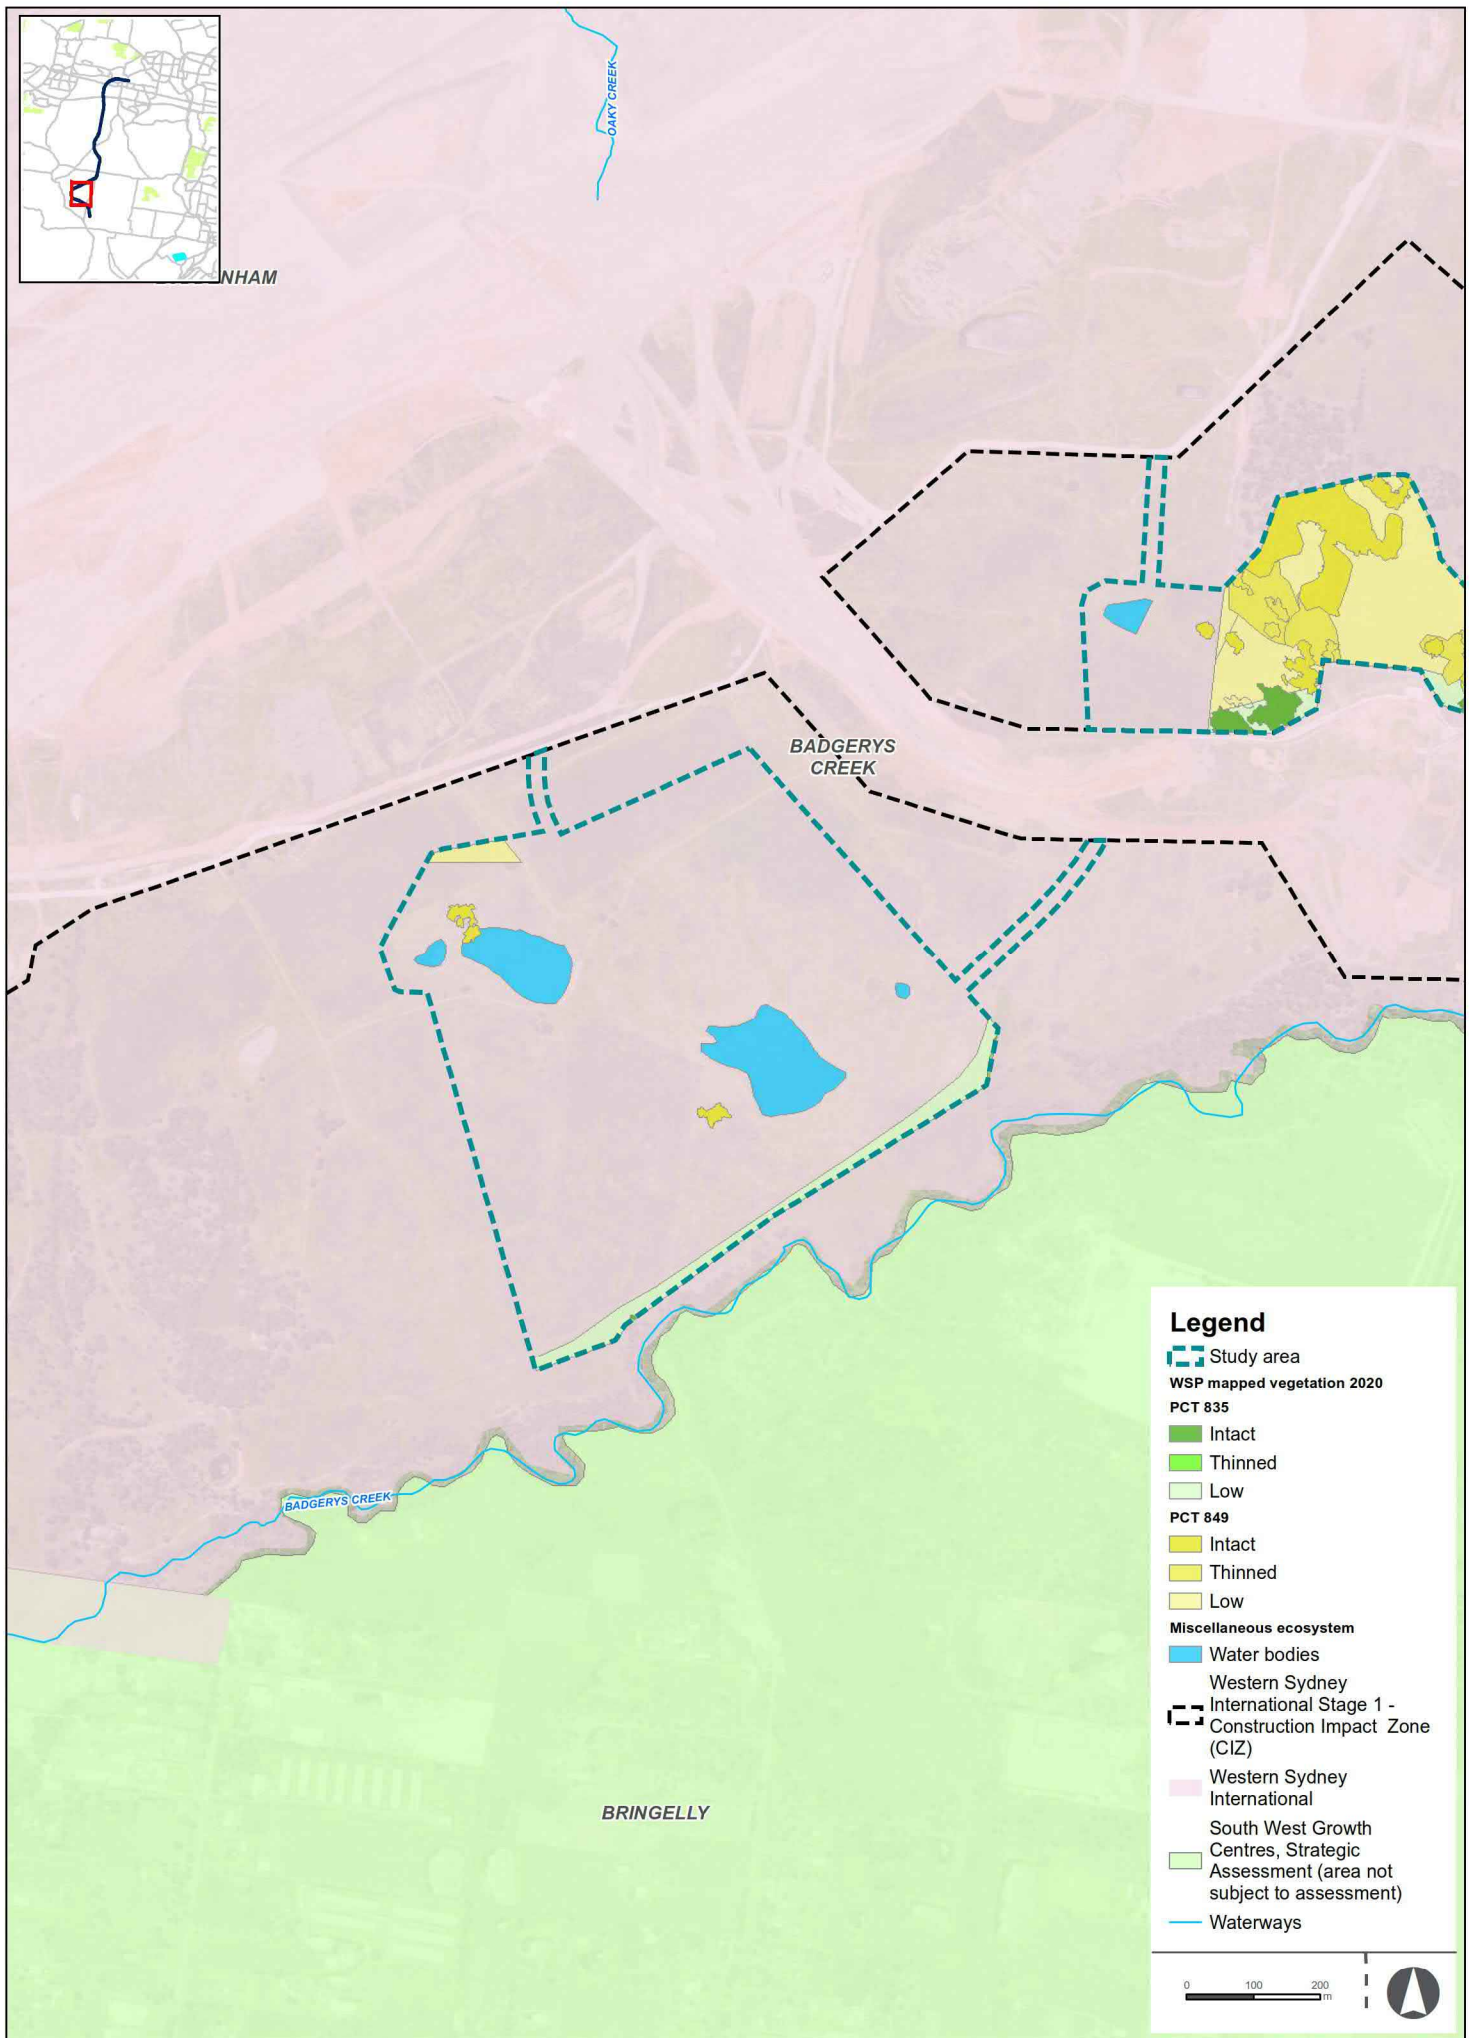 OAKY CREEK
NHAM
BADGERYS
CREEK
BADGERYS CREEK
BRINGELLY
Legend
Study area
WSP mapped vegetation 2020
PCT 835
Intact
Thinned
Low
PCT 849
Intact
Thinned
Low
Miscellaneous ecosystem
Water bodies
Western Sydney
International Stage 1 -
Construction Impact Zone
(CIZ)
Western Sydney
International
South West Growth
Centres, Strategic
Assessment (area not
subject to assessment)
Waterways
0 100 200
m